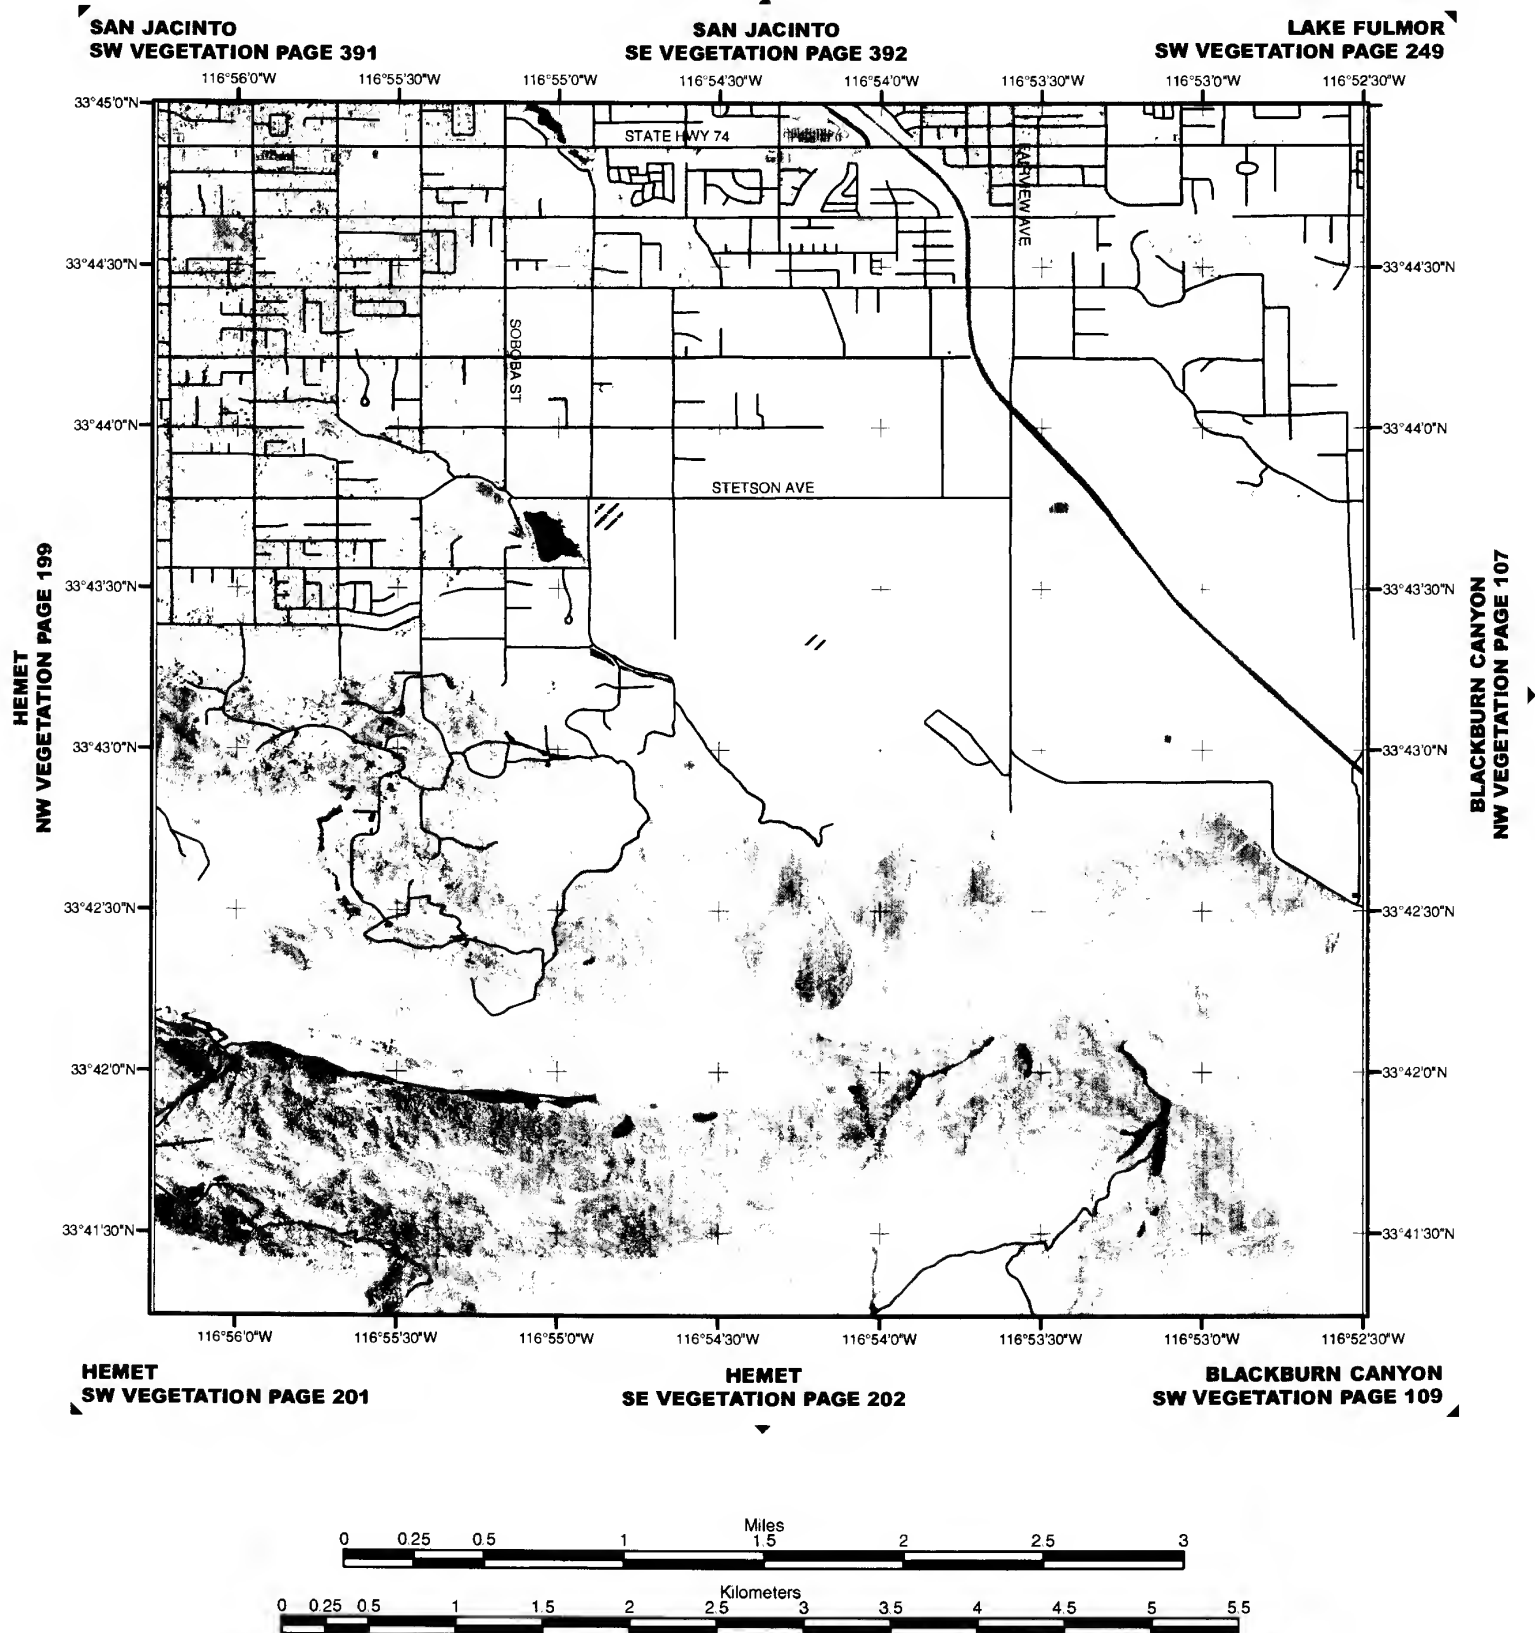 SAN JACINTO
SW VEGETATION PAGE 391
SAN JACINTO
SE VEGETATION PAGE 392
LAKE FULMOR
SW VEGETATION PAGE 249
116°56'0"W 116°55'30"W 116°55'0"W 116°54'30"W 116°54'0"W 116°53'30"W 116°53'0"W 116°52'30"W
33°45'0"N
STATE HWY 74
FAIRVIEW AVE
33°44'30"N 33°44'30"N
SOBOBA ST
33°44'0"N 33°44'0"N
STETSON AVE
HEMET
NW VEGETATION PAGE 199
33°43'30"N 33°43'30"N
BLACKBURN CANYON
NW VEGETATION PAGE 107
33°43'0"N 33°43'0"N
33°42'30"N 33°42'30"N
33°42'0"N 33°42'0"N
33°41'30"N 33°41'30"N
116°56'0"W 116°55'30"W 116°55'0"W 116°54'30"W 116°54'0"W 116°53'30"W 116°53'0"W 116°52'30"W
HEMET
SW VEGETATION PAGE 201
HEMET
SE VEGETATION PAGE 202
BLACKBURN CANYON
SW VEGETATION PAGE 109
Miles
0 0.25 0.5 1 1.5 2 2.5 3
Kilometers
0 0.25 0.5 1 1.5 2 2.5 3 3.5 4 4.5 5 5.5